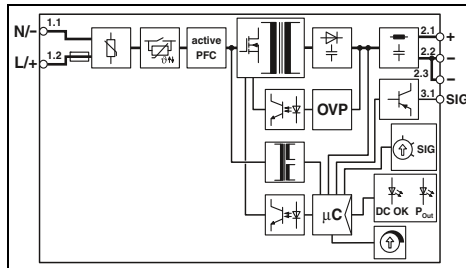 N/-
1.1
L/+
1.2
active
PFC
ϑ
2.1
+
2.2
-
2.3
-
3.1
SIG
OVP
SIG
µC
DC OK
POut